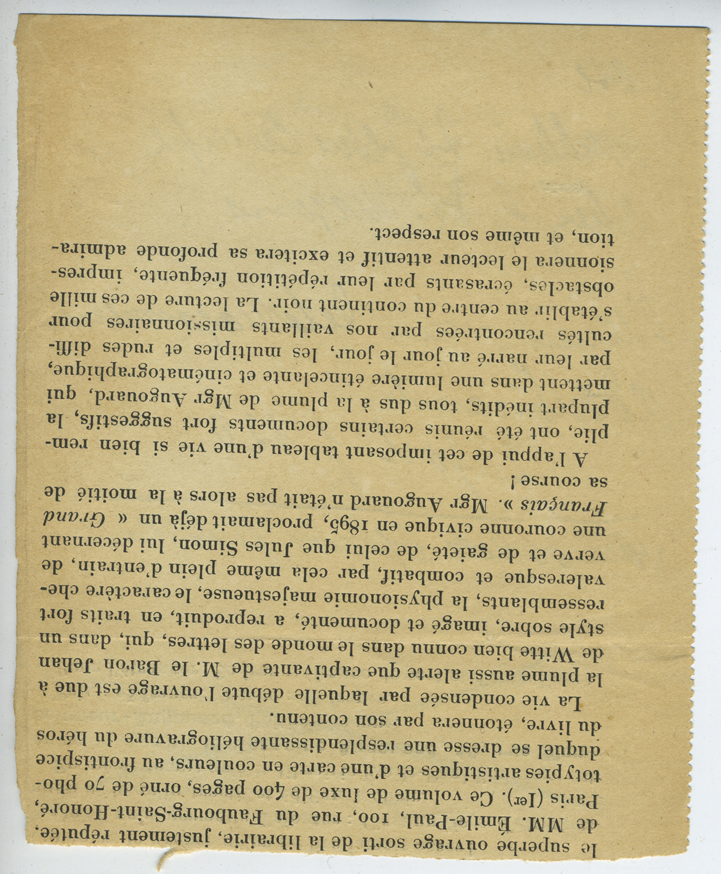 le superbe ouvrage sorti de la librairie, justement réputée,
de MM. Émile-Paul, 100, rue du Faubourg-Saint-Honoré,
Paris (Ier). Ce volume de luxe de 400 pages, orné de 70 pho-
totypies artistiques et d'une carte en couleurs, au frontispice
duquel se dresse une resplendissante héliogravure du héros
du livre, étonnera par son contenu.
La vie condensée par laquelle débute l'ouvrage est due à
la plume aussi alerte que captivante de M. le Baron Jehan
de Witte bien connu dans le monde des lettres, qui, dans un
style sobre, imagé et documenté, a reproduit, en traits fort
ressemblants, la physionomie majestueuse, le caractère che-
valeresque et combatif, par cela même plein d'entrain, de
verve et de gaieté, de celui que Jules Simon, lui décernant
une couronne civique en 1895, proclamait déjà un « Grand
Français ». Mgr Augouard n'était pas alors à la moitié de
sa course !
A l'appui de cet imposant tableau d'une vie si bien rem-
plie, ont été réunis certains documents fort suggestifs, la
plupart inédits, tous dus à la plume de Mgr Augouard, qui
mettent dans une lumière étincelante et cinématographique,
par leur narré au jour le jour, les multiples et rudes diffi-
cultés rencontrées par nos vaillants missionnaires pour
s'établir au centre du continent noir. La lecture de ces mille
obstacles, écrasants par leur répétition fréquente, impres-
sionnera le lecteur attentif et excitera sa profonde admira-
tion, et même son respect.